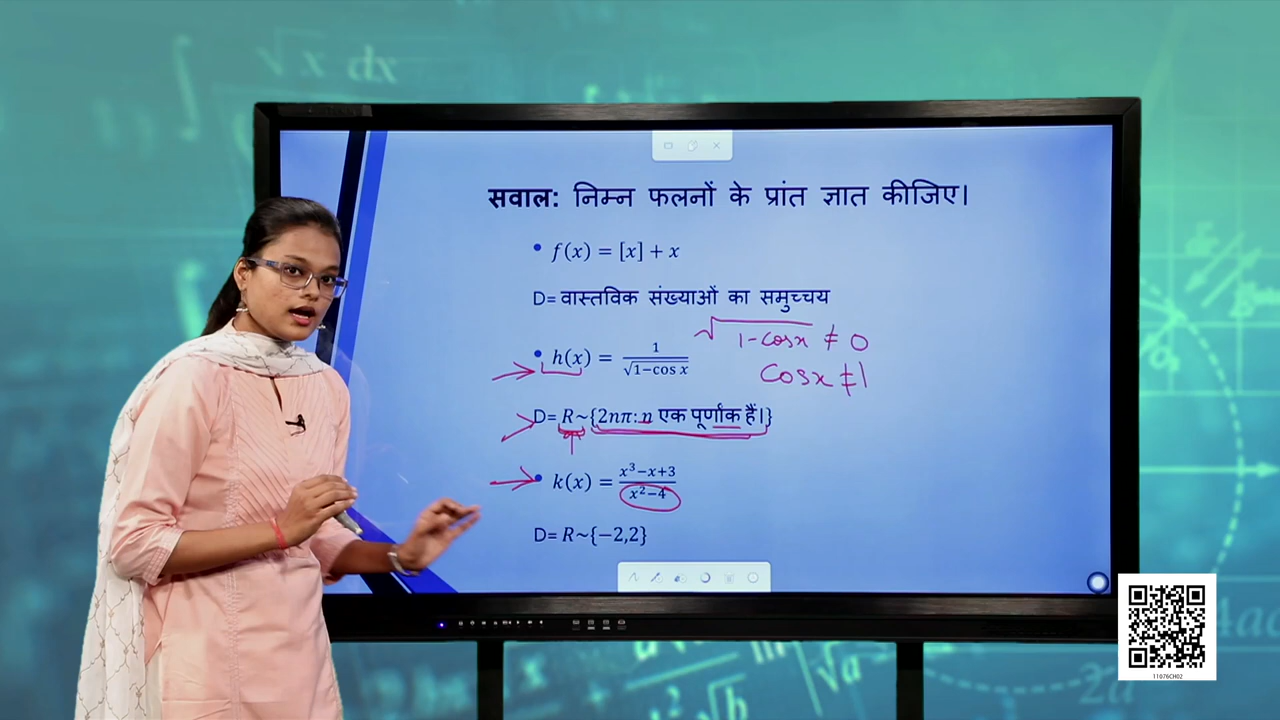 सवाल: निम्न फलनों के प्रांत ज्ञात कीजिए।
• f(x) = [x] + x
D= वास्तविक संख्याओं का समुच्चय
• h(x) = 1/√(1−cos x)
√(1-cosx) ≠ 0
cosx ≠ 1
D= R~{2nπ: n एक पूर्णांक हैं।}
• k(x) = (x³−x+3)/(x²−4)
D= R~{−2,2}
11076CH02